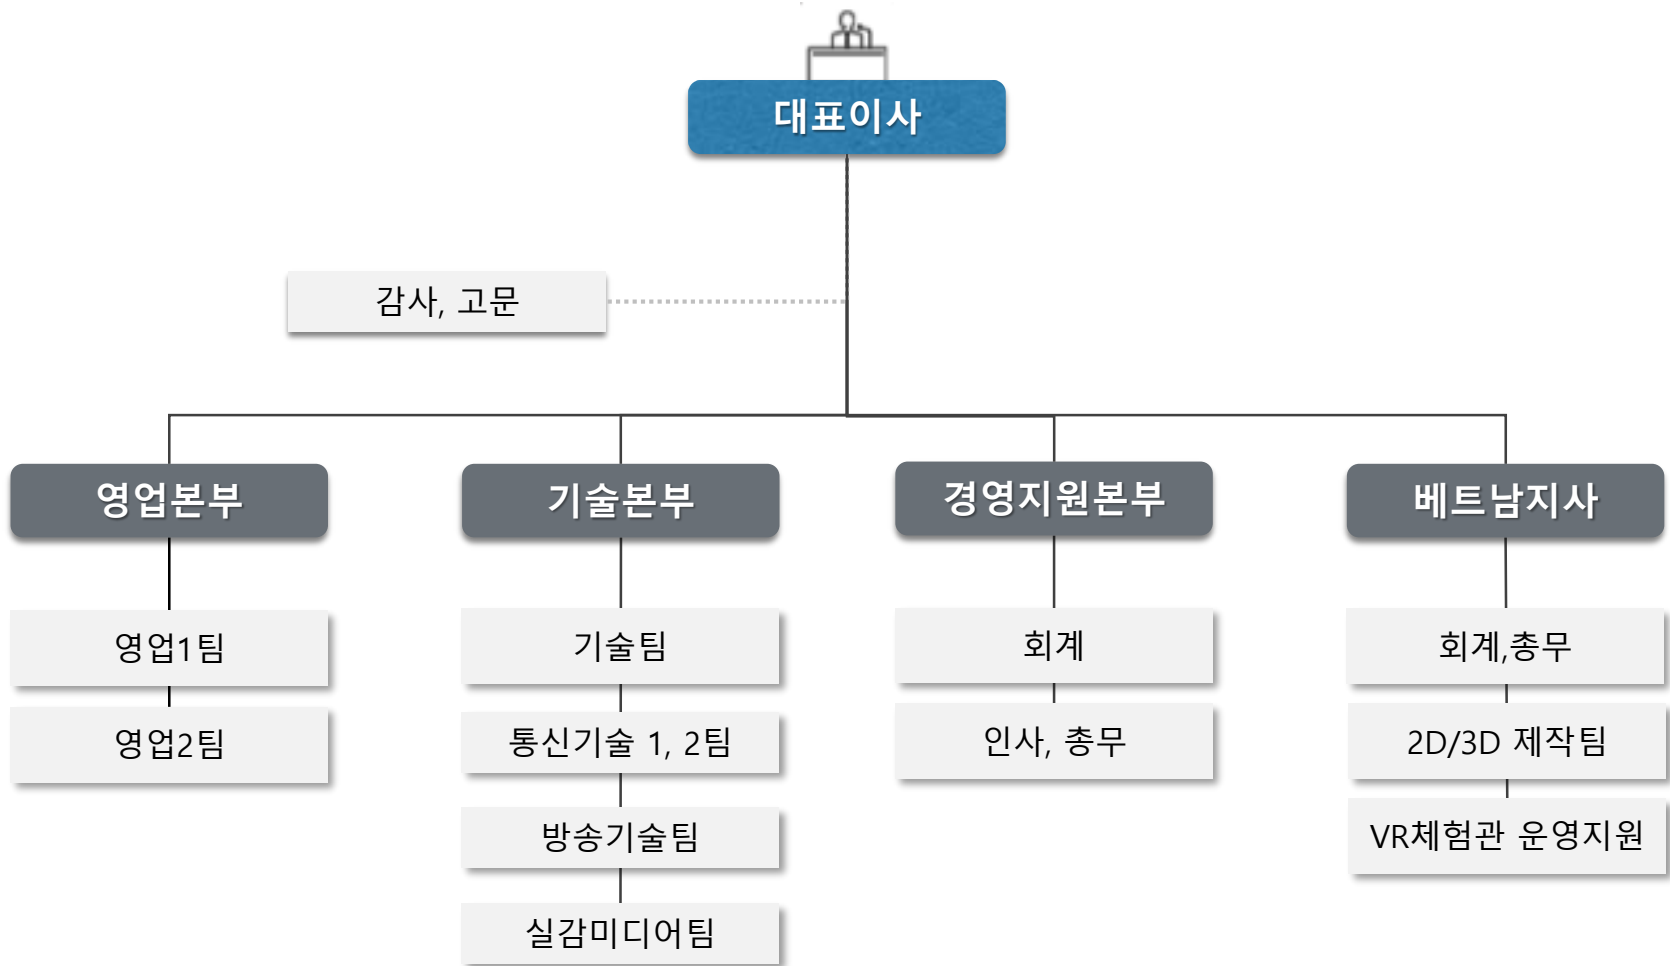 대표이사
감사, 고문
영업본부
기술본부
경영지원본부
베트남지사
영업1팀
영업2팀
기술팀
통신기술 1, 2팀
방송기술팀
실감미디어팀
회계
인사, 총무
회계,총무
2D/3D 제작팀
VR체험관 운영지원